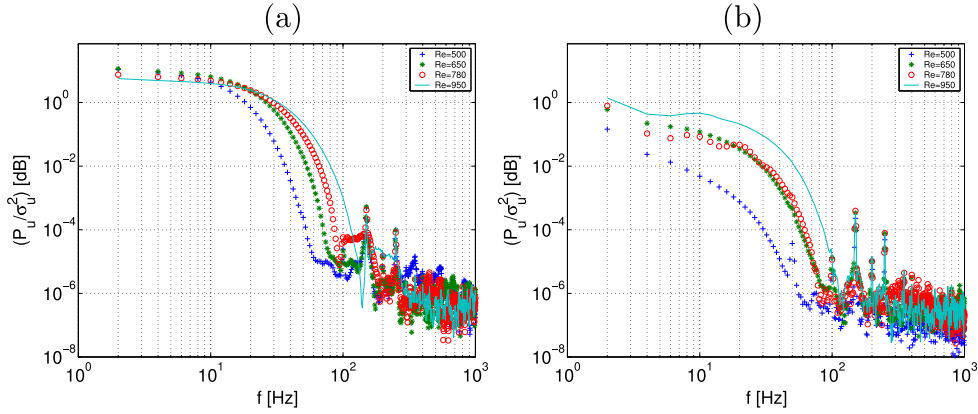 (a)
(b)
Re=500
Re=650
Re=780
Re=950
(P_u/σ_u^2) [dB]
10^0
10^-2
10^-4
10^-6
10^-8
10^0
10^1
10^2
10^3
f [Hz]
Re=500
Re=650
Re=780
Re=950
(P_u/σ_u^2) [dB]
10^0
10^-2
10^-4
10^-6
10^-8
10^0
10^1
10^2
10^3
f [Hz]